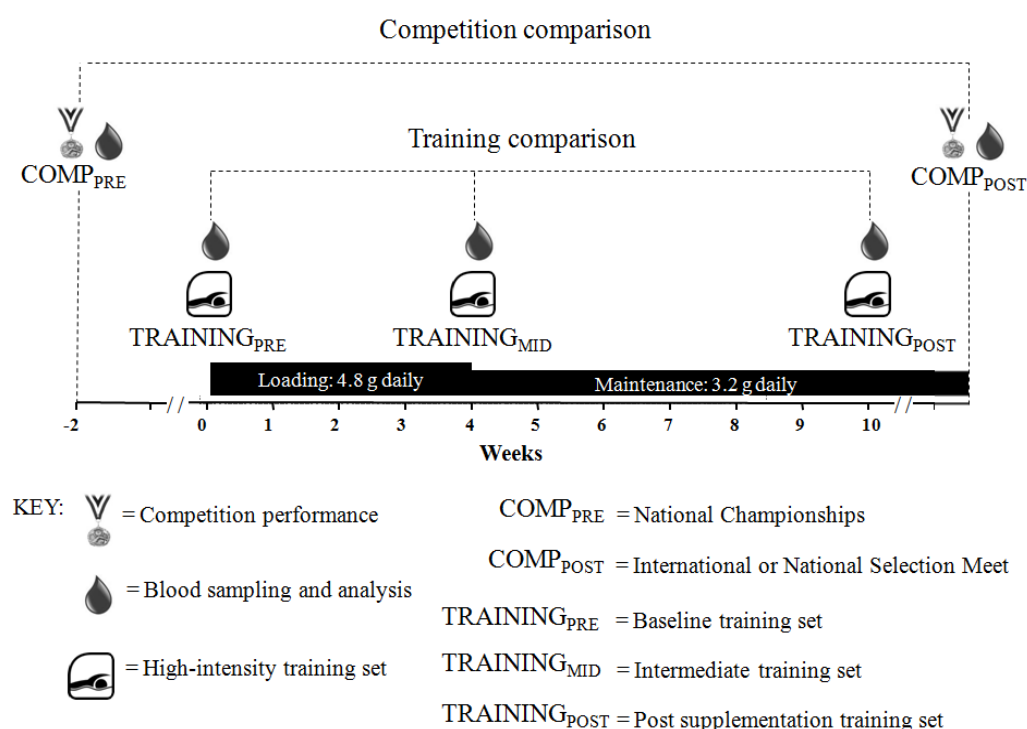 Competition comparison
COMPPRE
COMPPOST
Training comparison
TRAININGPRE
TRAININGMID
TRAININGPOST
Loading: 4.8 g daily
Maintenance: 3.2 g daily
-2 // 0 1 2 3 4 5 6 7 8 9 10 //
Weeks
KEY:
= Competition performance
= Blood sampling and analysis
= High-intensity training set
COMPPRE = National Championships
COMPPOST = International or National Selection Meet
TRAININGPRE = Baseline training set
TRAININGMID = Intermediate training set
TRAININGPOST = Post supplementation training set